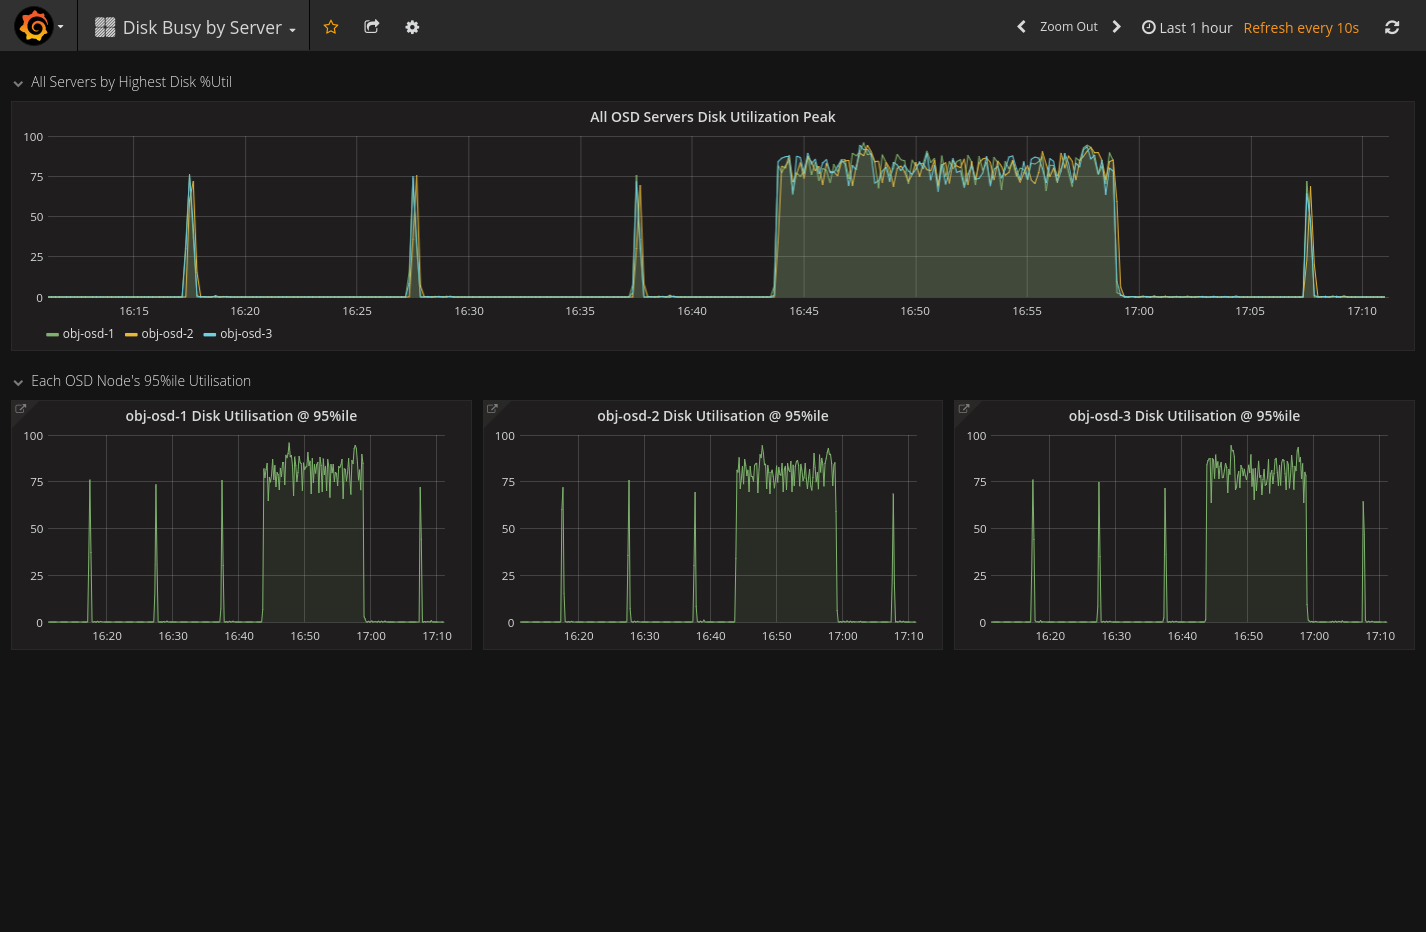 Disk Busy by Server
Zoom Out
Last 1 hour
Refresh every 10s
All Servers by Highest Disk %Util
All OSD Servers Disk Utilization Peak
100
75
50
25
0
16:15 16:20 16:25 16:30 16:35 16:40 16:45 16:50 16:55 17:00 17:05 17:10
obj-osd-1 obj-osd-2 obj-osd-3
Each OSD Node's 95%ile Utilisation
obj-osd-1 Disk Utilisation @ 95%ile
100
75
50
25
0
16:20 16:30 16:40 16:50 17:00 17:10
obj-osd-2 Disk Utilisation @ 95%ile
100
75
50
25
0
16:20 16:30 16:40 16:50 17:00 17:10
obj-osd-3 Disk Utilisation @ 95%ile
100
75
50
25
0
16:20 16:30 16:40 16:50 17:00 17:10